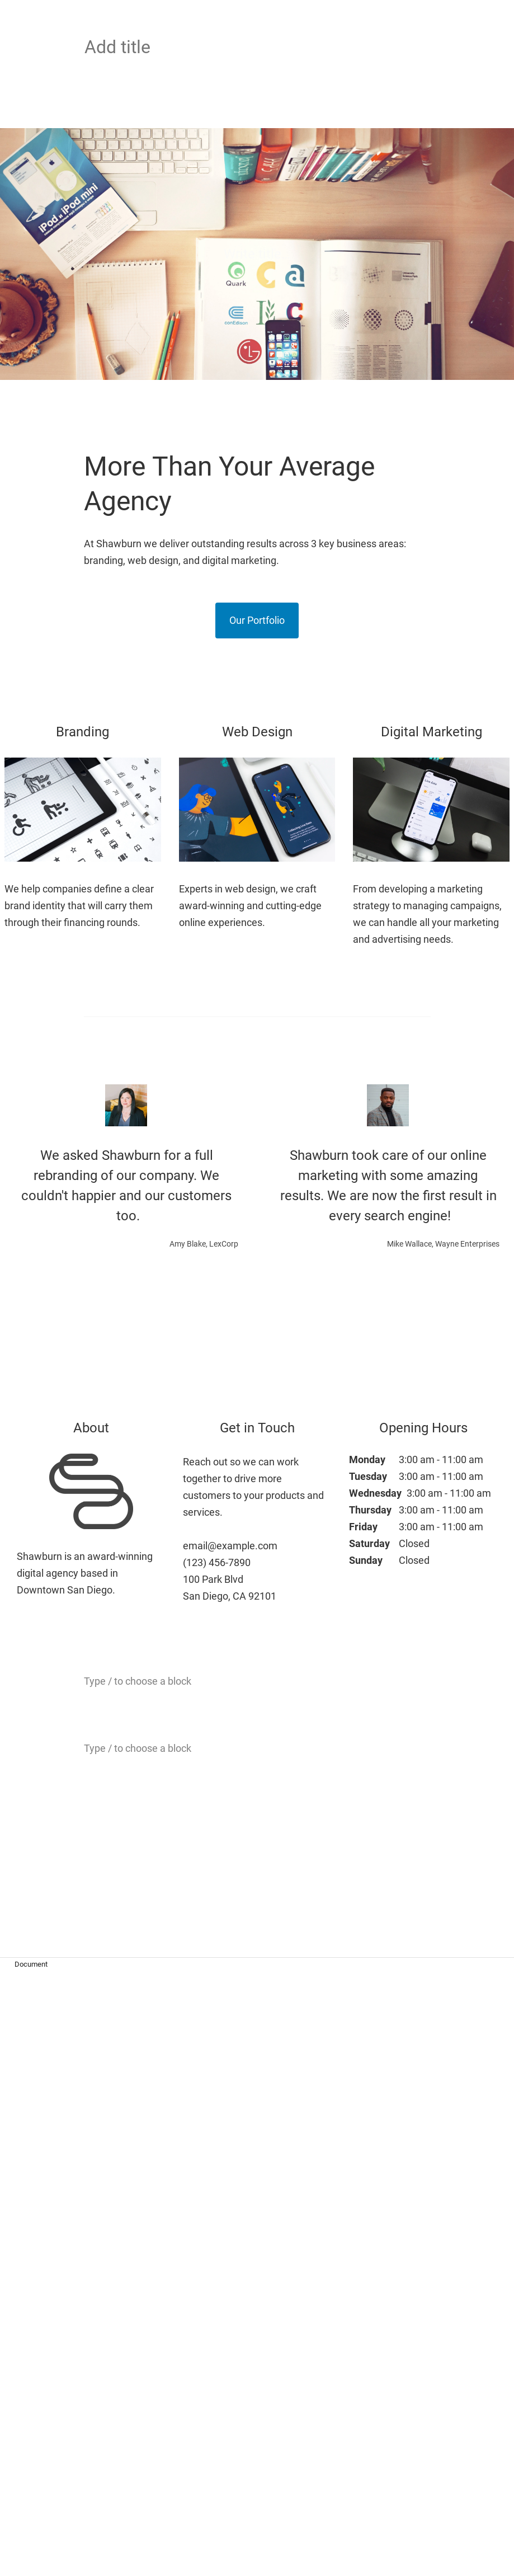 Add title
iPod & iPod mini
Quark
conEdison
LG
More Than Your Average
Agency
At Shawburn we deliver outstanding results across 3 key business areas:
branding, web design, and digital marketing.
Our Portfolio
Branding
Web Design
Digital Marketing
We help companies define a clear
brand identity that will carry them
through their financing rounds.
Experts in web design, we craft
award-winning and cutting-edge
online experiences.
From developing a marketing
strategy to managing campaigns,
we can handle all your marketing
and advertising needs.
We asked Shawburn for a full
rebranding of our company. We
couldn't happier and our customers
too.
Amy Blake, LexCorp
Shawburn took care of our online
marketing with some amazing
results. We are now the first result in
every search engine!
Mike Wallace, Wayne Enterprises
About
Shawburn is an award-winning
digital agency based in
Downtown San Diego.
Get in Touch
Reach out so we can work
together to drive more
customers to your products and
services.
email@example.com
(123) 456-7890
100 Park Blvd
San Diego, CA 92101
Opening Hours
Monday 3:00 am - 11:00 am
Tuesday 3:00 am - 11:00 am
Wednesday 3:00 am - 11:00 am
Thursday 3:00 am - 11:00 am
Friday 3:00 am - 11:00 am
Saturday Closed
Sunday Closed
Type / to choose a block
Type / to choose a block
Document